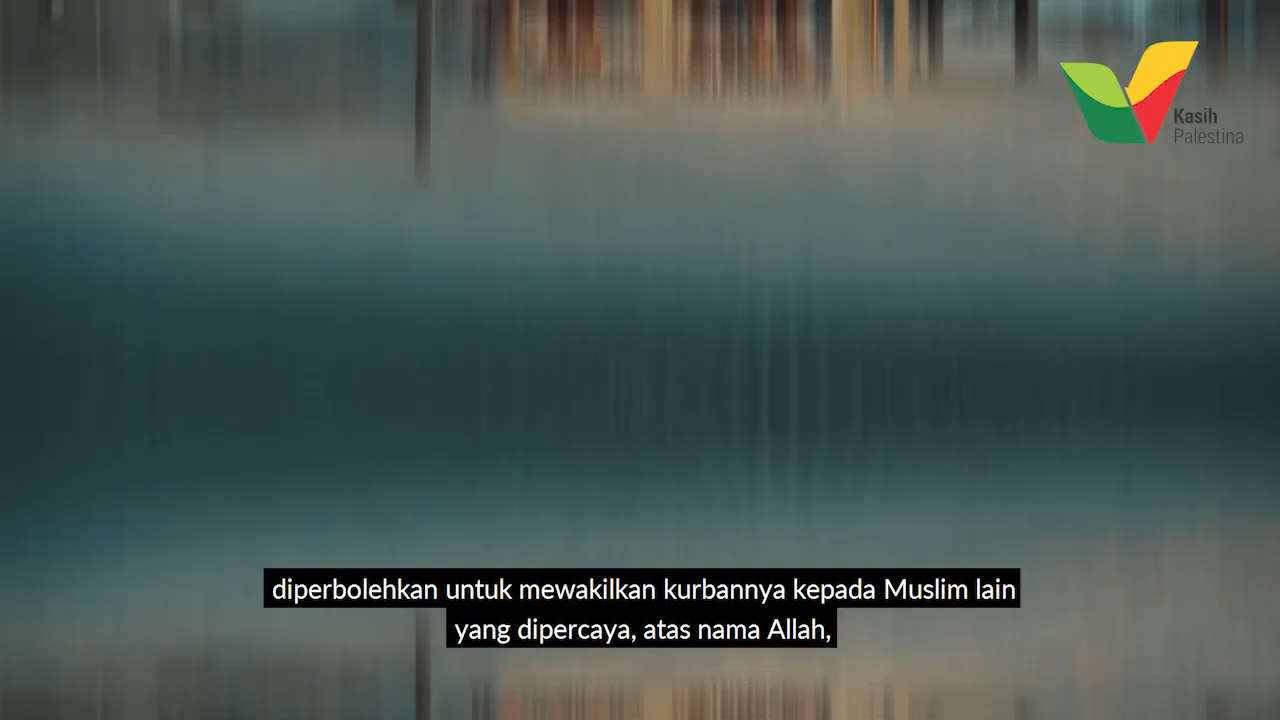 Kasih
Palestina
diperbolehkan untuk mewakilkan kurbannya kepada Muslim lain
yang dipercaya, atas nama Allah,